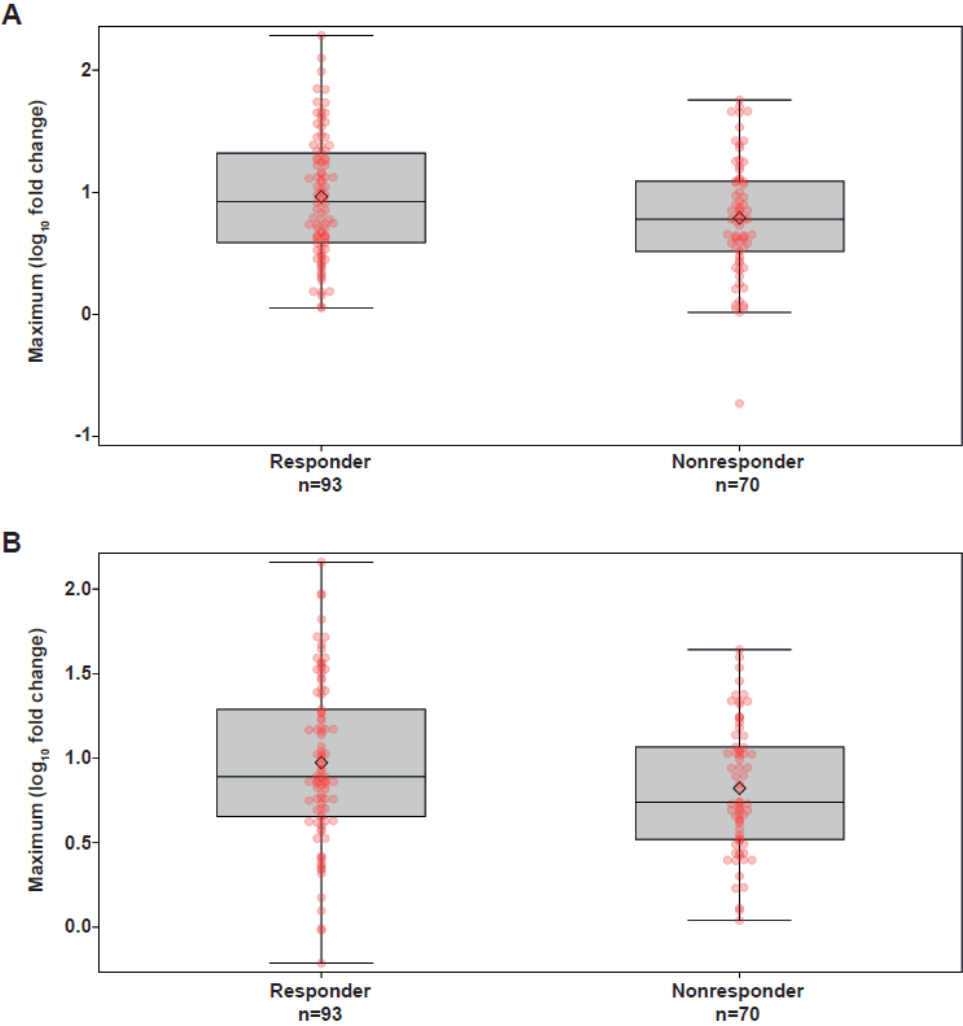 A
Maximum (log₁₀ fold change)
2
1
0
-1
Responder
n=93
Nonresponder
n=70
B
Maximum (log₁₀ fold change)
2.0
1.5
1.0
0.5
0.0
Responder
n=93
Nonresponder
n=70